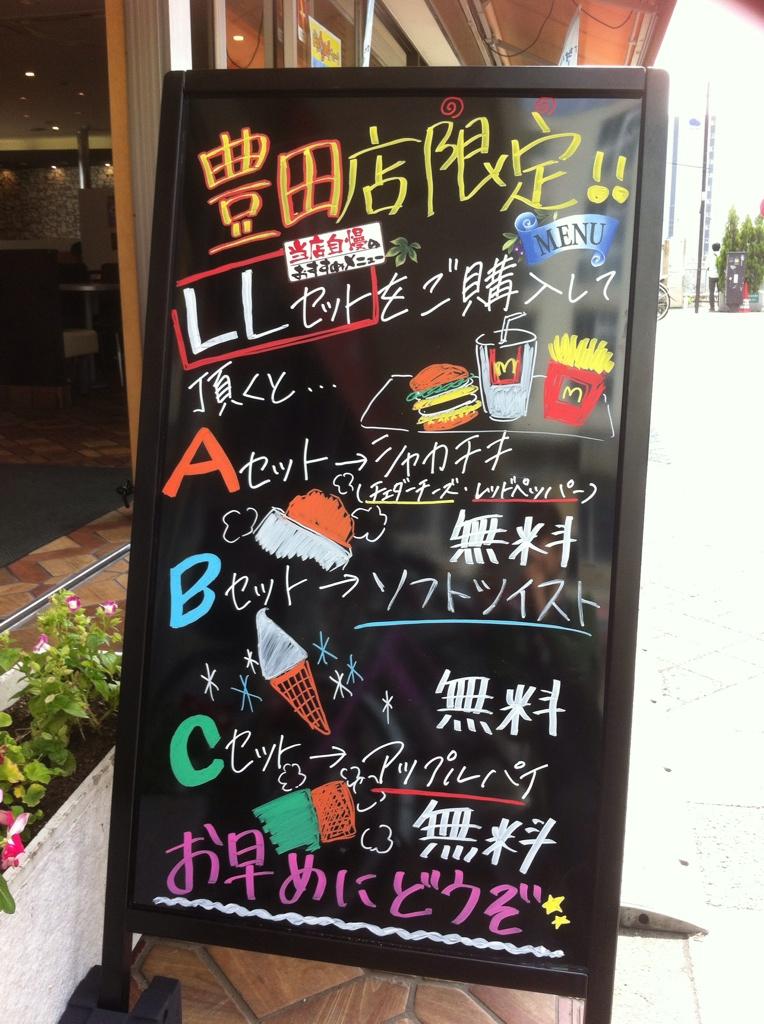 豊田店限定!!
当店自慢の
おすすめメニュー
MENU
LLセットをご購入して
頂くと…
Aセット→シャカチキ
(チェダーチーズ・レッドペッパー)
無料
Bセット→ソフトツイスト
無料
Cセット→アップルパイ
無料
お早めにどうぞ